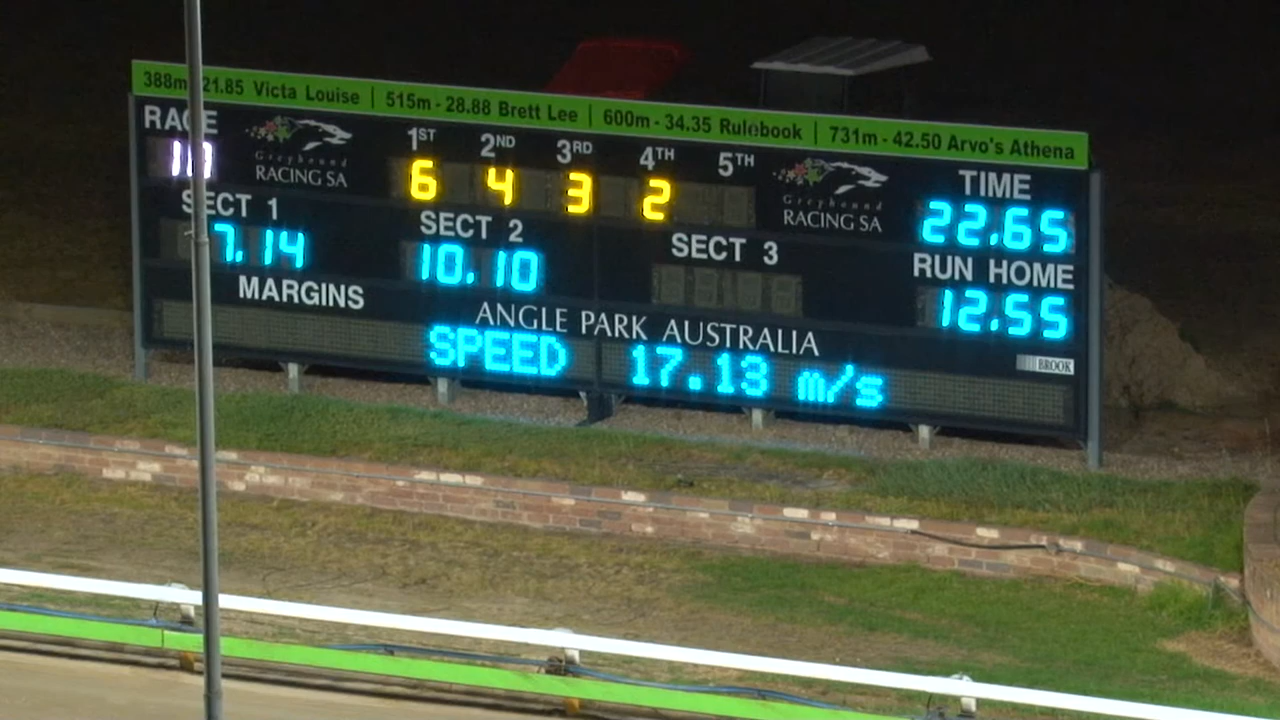 388m 21.85 Victa Louise | 515m - 28.88 Brett Lee | 600m - 34.35 Rulebook | 731m - 42.50 Arvo's Athena
RACE
Greyhound
RACING SA
1ST 2ND 3RD 4TH 5TH
6 4 3 2
Greyhound
RACING SA
TIME
22.65
SECT 1
7.14
SECT 2
10.10
SECT 3
RUN HOME
12.55
MARGINS
ANGLE PARK AUSTRALIA
SPEED 17.13 m/s
BROOK